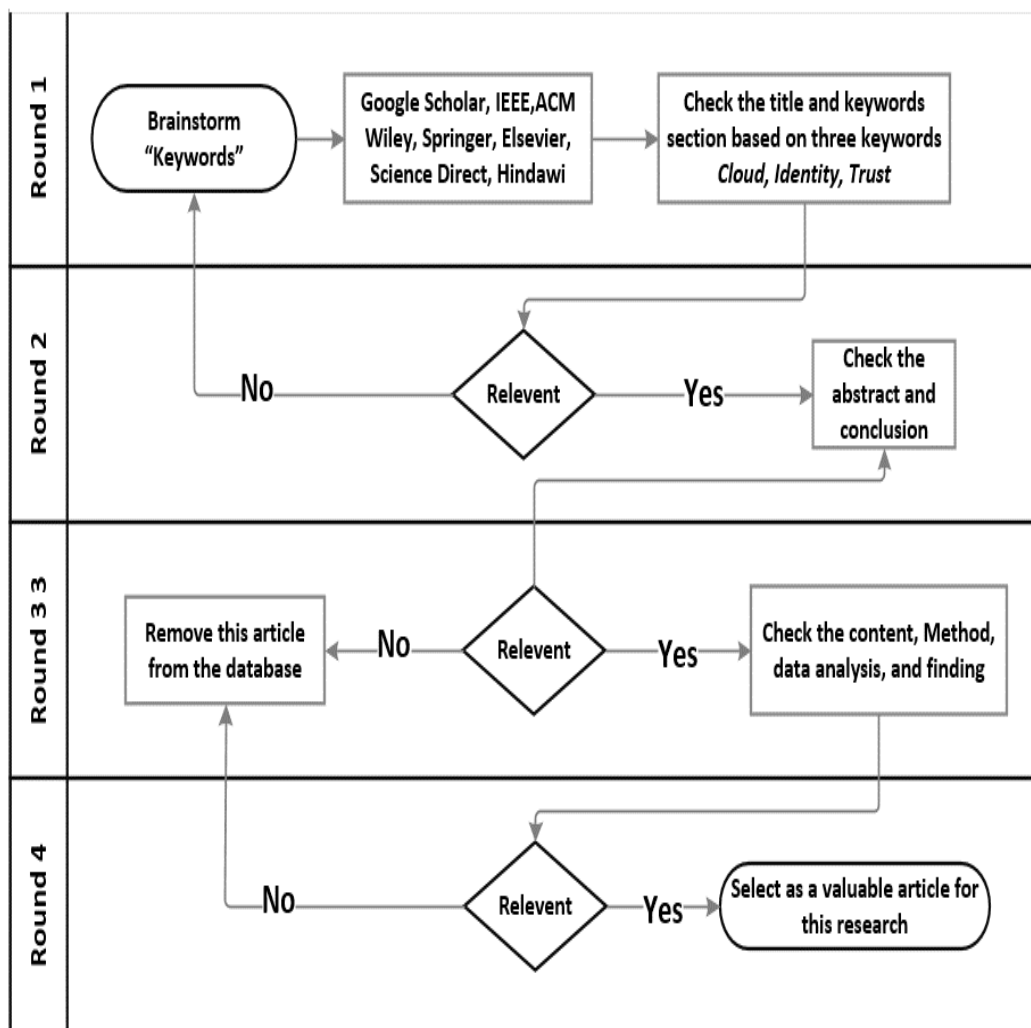 Round 1
Brainstorm
“Keywords”
Google Scholar, IEEE,ACM
Wiley, Springer, Elsevier,
Science Direct, Hindawi
Check the title and keywords
section based on three keywords
Cloud, Identity, Trust
Round 2
No
Relevent
Yes
Check the
abstract and
conclusion
Round 3 3
Remove this article
from the database
No
Relevent
Yes
Check the content, Method,
data analysis, and finding
Round 4
No
Relevent
Yes
Select as a valuable article for
this research